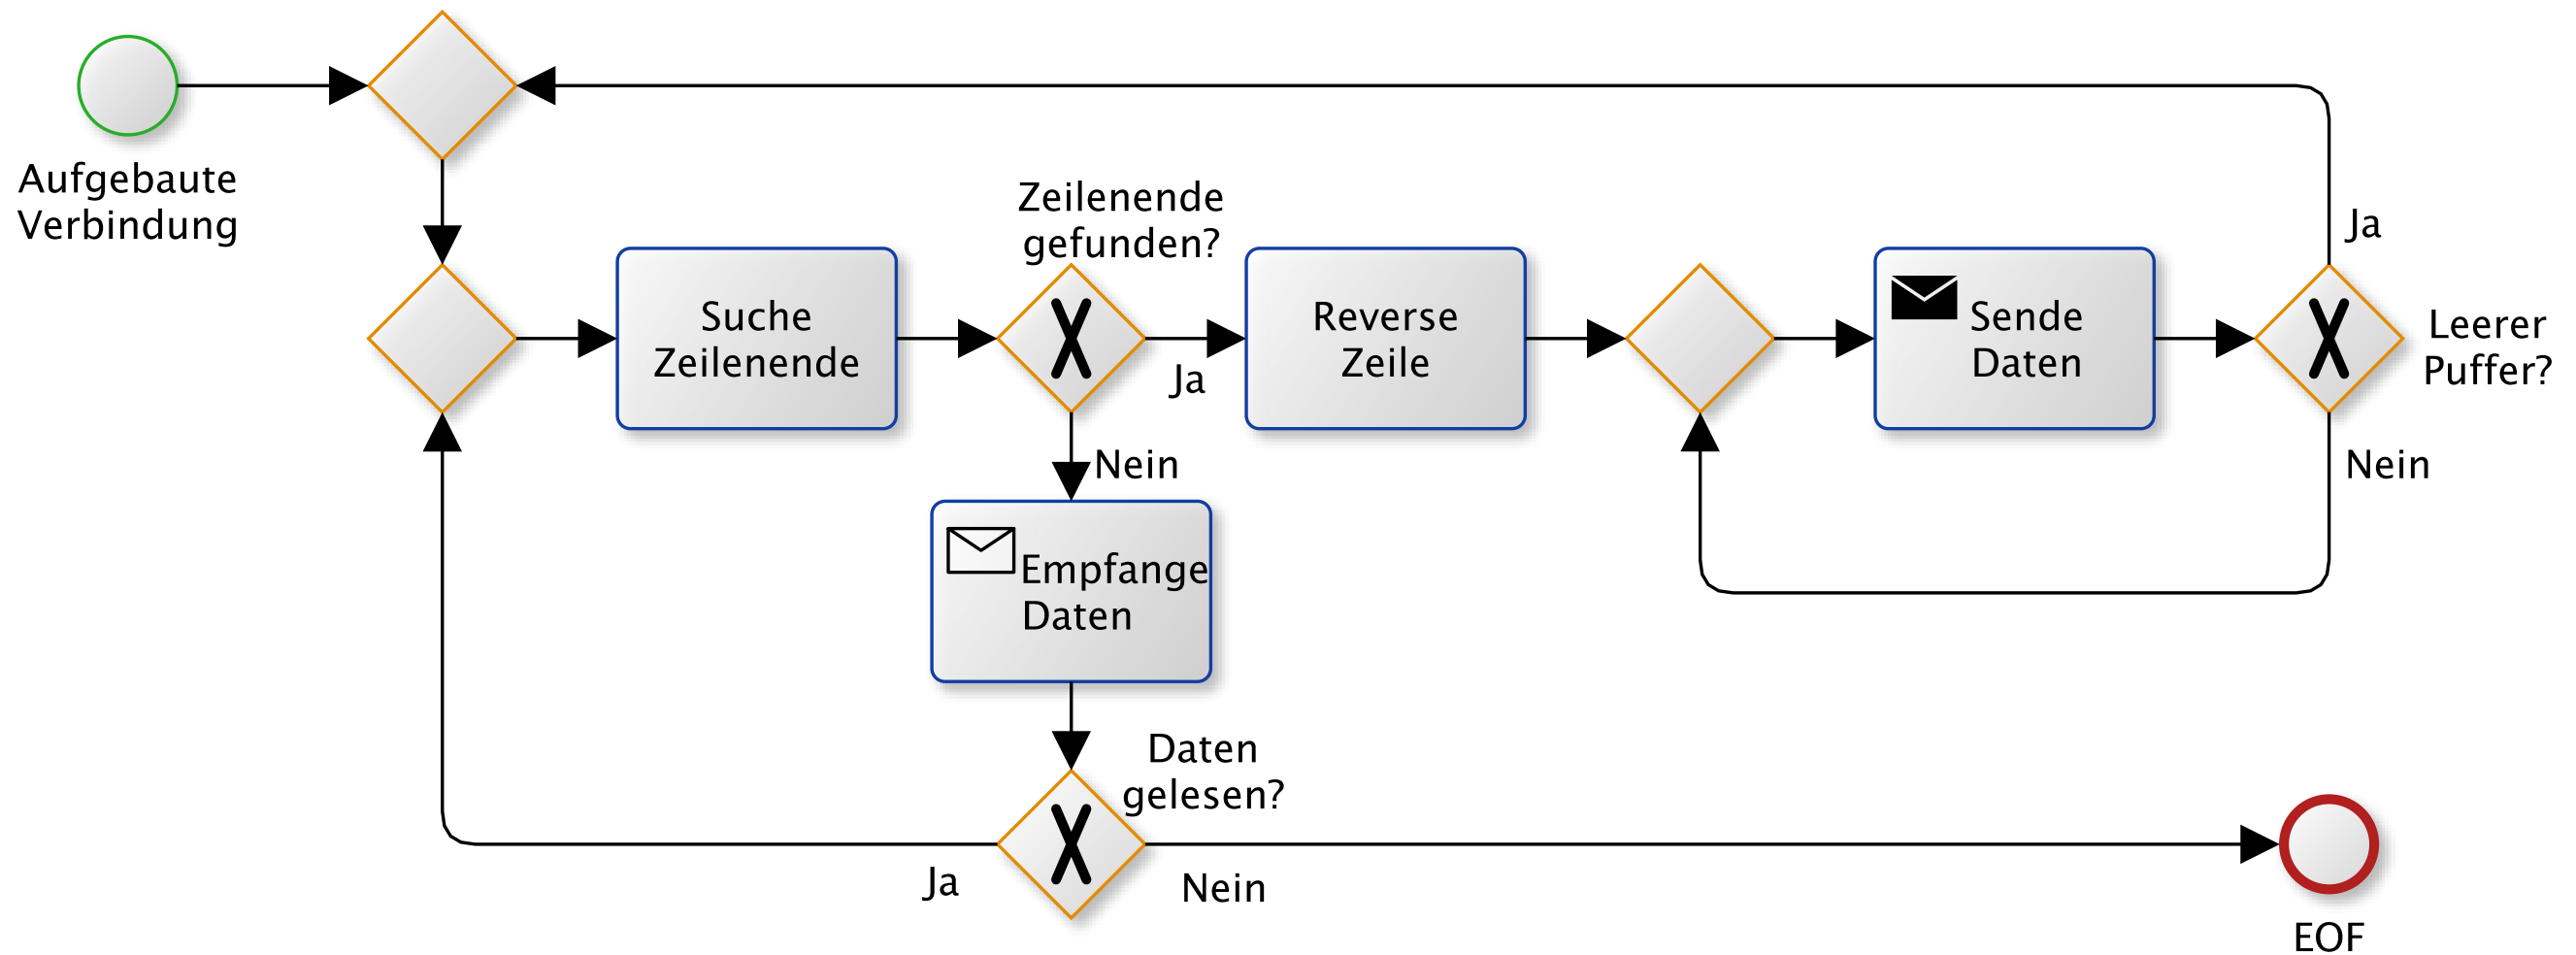 Aufgebaute
Verbindung
Zeilenende
gefunden?
Ja
Suche
Zeilenende
Reverse
Zeile
Sende
Daten
Leerer
Puffer?
Ja
Nein
Nein
Empfange
Daten
Daten
gelesen?
Ja
Nein
EOF